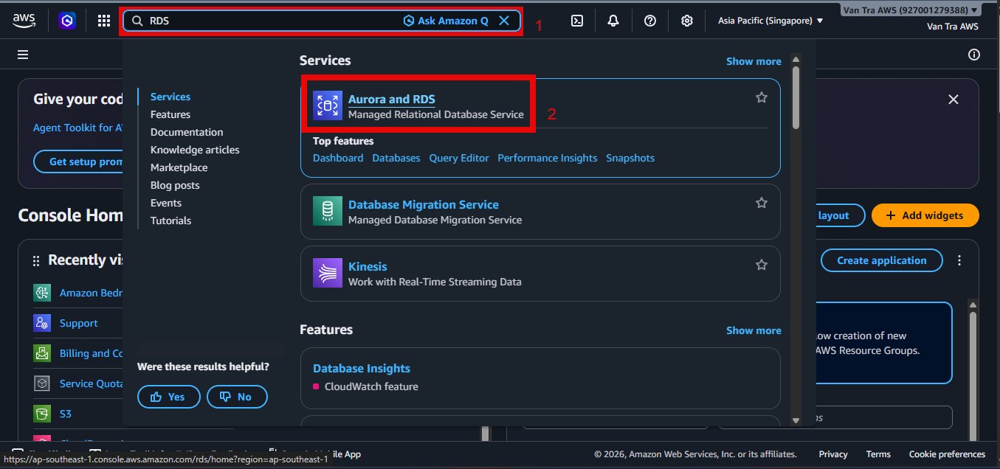 aws
RDS
Ask Amazon Q
1
Asia Pacific (Singapore)
Van Tra AWS (927001279388)
Van Tra AWS
Give your cod
Agent Toolkit for A
Get setup prom
Console Hom
Recently vi
Amazon Bedr
Support
Billing and Co
Service Quota
S3
Services
Features
Documentation
Knowledge articles
Marketplace
Blog posts
Events
Tutorials
Were these results helpful?
Yes
No
Services
Show more
Aurora and RDS
Managed Relational Database Service
2
Top features
Dashboard Databases Query Editor Performance Insights Snapshots
Database Migration Service
Managed Database Migration Service
Kinesis
Work with Real-Time Streaming Data
Features
Show more
Database Insights
CloudWatch feature
layout
Add widgets
Create application
ow creation of new
AWS Resource Groups.
ile App
© 2026, Amazon Web Services, Inc. or its affiliates.
Privacy
Terms
Cookie preferences
https://ap-southeast-1.console.aws.amazon.com/rds/home?region=ap-southeast-1